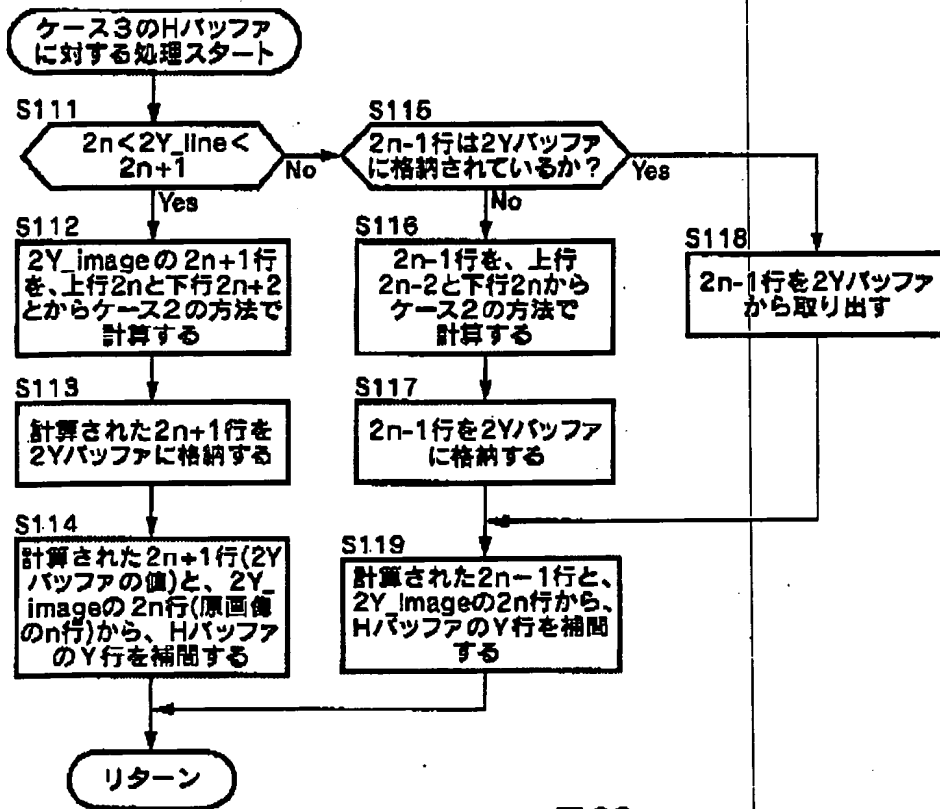 ケース3のHバッファ
に対する処理スタート
S111
2n<2Y_line<
2n+1
No
Yes
S115
2n-1行は2Yバッファ
に格納されているか?
Yes
No
S112
2Y_imageの2n+1行
を、上行2nと下行2n+2
とからケース2の方法で
計算する
S116
2n-1行を、上行
2n-2と下行2nから
ケース2の方法で
計算する
S118
2n-1行を2Yバッファ
から取り出す
S113
計算された2n+1行を
2Yバッファに格納する
S117
2n-1行を2Yバッファ
に格納する
S114
計算された2n+1行(2Y
バッファの値)と、2Y_
imageの2n行(原画像
のn行)から、Hバッファ
のY行を補間する
S119
計算された2n-1行と、
2Y_imageの2n行から、
HバッファのY行を補間
する
リターン